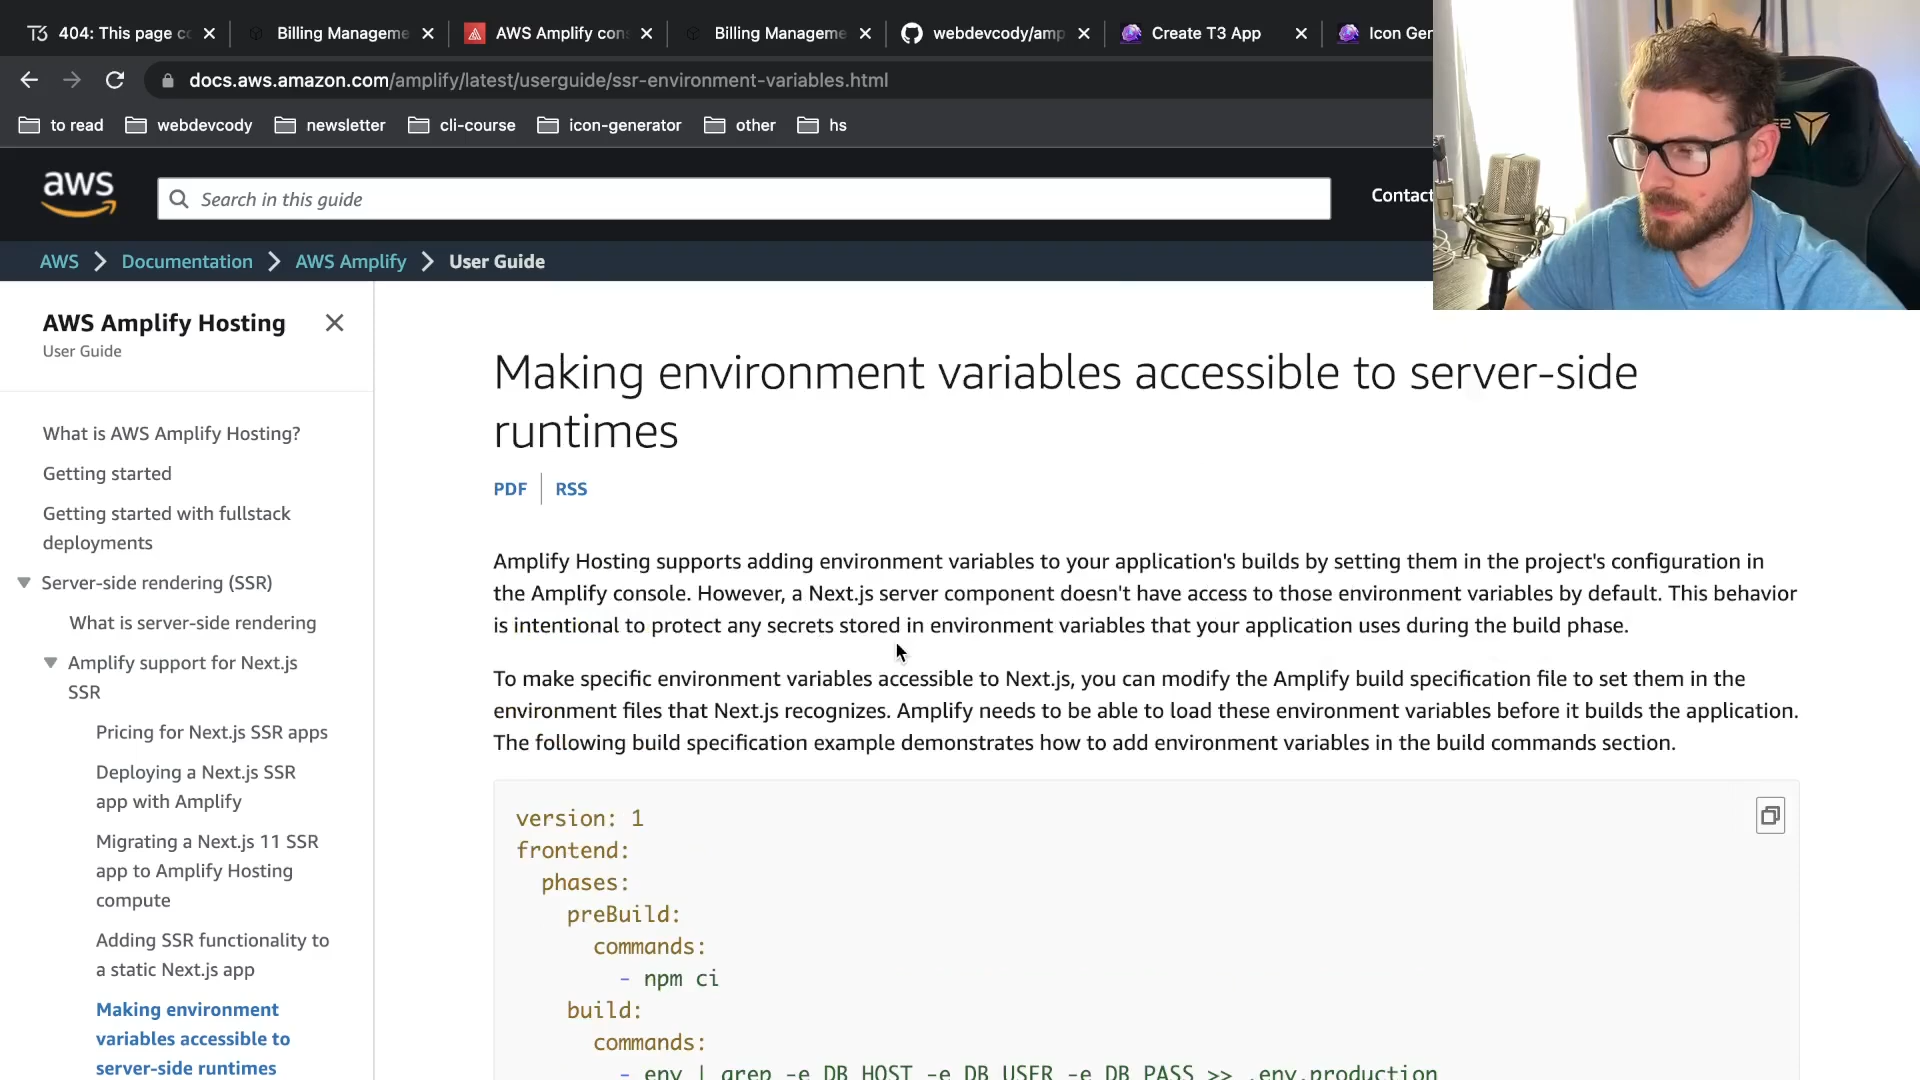 404: This page c
Billing Manageme
AWS Amplify con
Billing Manageme
webdevcody/amp
Create T3 App
Icon Gen
docs.aws.amazon.com/amplify/latest/userguide/ssr-environment-variables.html
to read
webdevcody
newsletter
cli-course
icon-generator
other
hs
aws
Search in this guide
Contact
AWS
Documentation
AWS Amplify
User Guide
AWS Amplify Hosting
User Guide
What is AWS Amplify Hosting?
Getting started
Getting started with fullstack
deployments
Server-side rendering (SSR)
What is server-side rendering
Amplify support for Next.js
SSR
Pricing for Next.js SSR apps
Deploying a Next.js SSR
app with Amplify
Migrating a Next.js 11 SSR
app to Amplify Hosting
compute
Adding SSR functionality to
a static Next.js app
Making environment
variables accessible to
server-side runtimes
Making environment variables accessible to server-side
runtimes
PDF
RSS
Amplify Hosting supports adding environment variables to your application's builds by setting them in the project's configuration in
the Amplify console. However, a Next.js server component doesn't have access to those environment variables by default. This behavior
is intentional to protect any secrets stored in environment variables that your application uses during the build phase.
To make specific environment variables accessible to Next.js, you can modify the Amplify build specification file to set them in the
environment files that Next.js recognizes. Amplify needs to be able to load these environment variables before it builds the application.
The following build specification example demonstrates how to add environment variables in the build commands section.
version: 1
frontend:
phases:
preBuild:
commands:
- npm ci
build:
commands:
- env | grep -e DB_HOST -e DB_USER -e DB_PASS >> .env.production